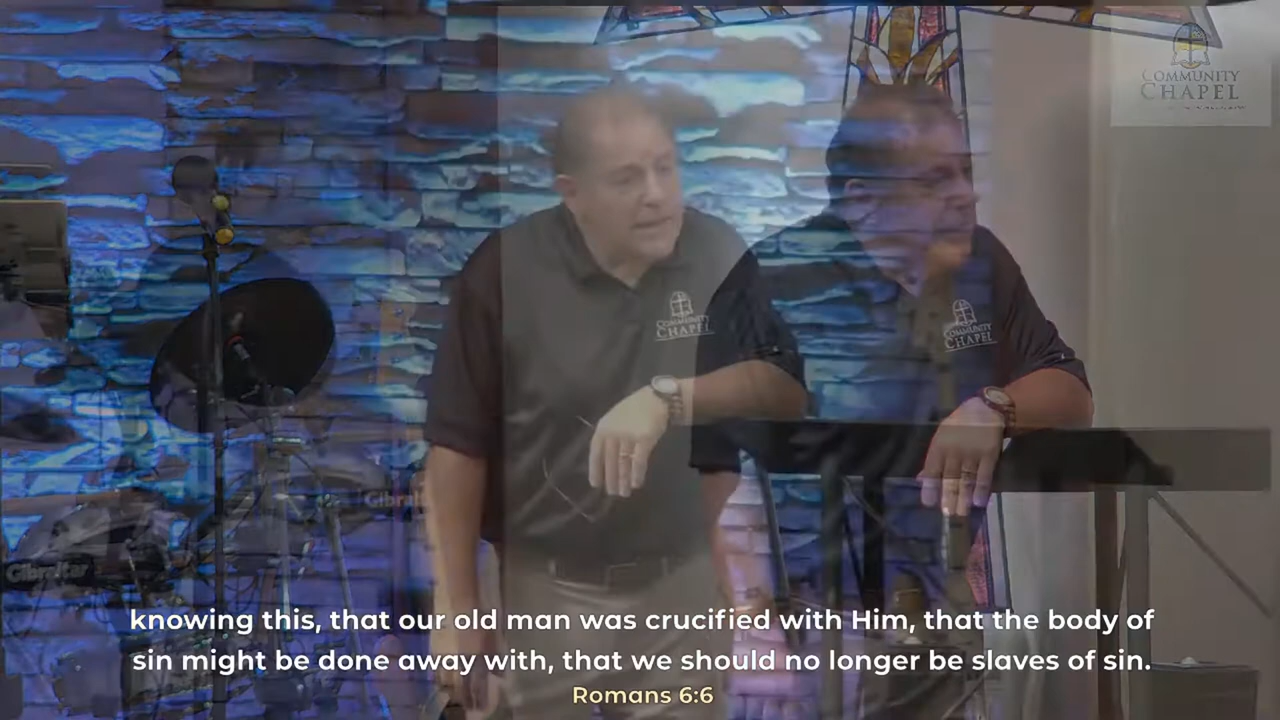 COMMUNITY
CHAPEL
COMMUNITY
CHAPEL
COMMUNITY
CHAPEL
Gibraltar
knowing this, that our old man was crucified with Him, that the body of
sin might be done away with, that we should no longer be slaves of sin.
Romans 6:6